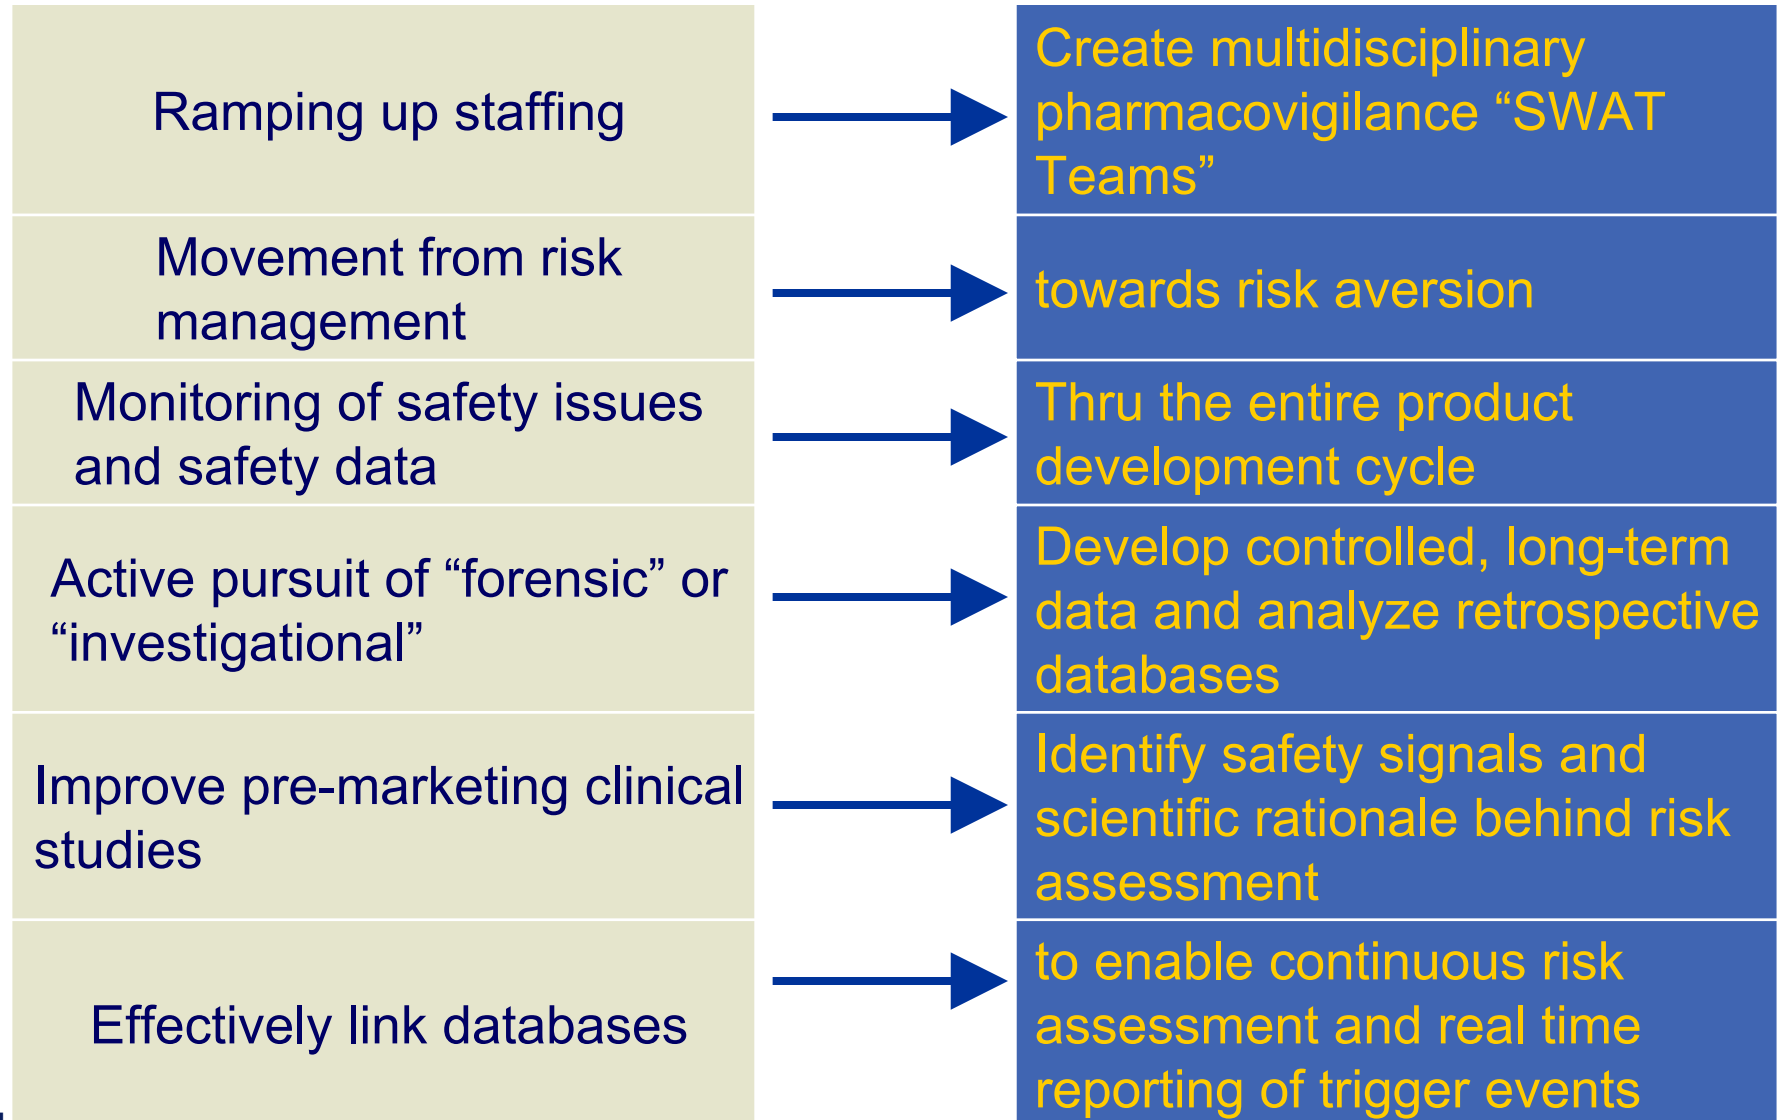 Ramping up staffing
Create multidisciplinary
pharmacovigilance “SWAT
Teams”
Movement from risk
management
towards risk aversion
Monitoring of safety issues
and safety data
Thru the entire product
development cycle
Active pursuit of “forensic” or
“investigational”
Develop controlled, long-term
data and analyze retrospective
databases
Improve pre-marketing clinical
studies
Identify safety signals and
scientific rationale behind risk
assessment
Effectively link databases
to enable continuous risk
assessment and real time
reporting of trigger events